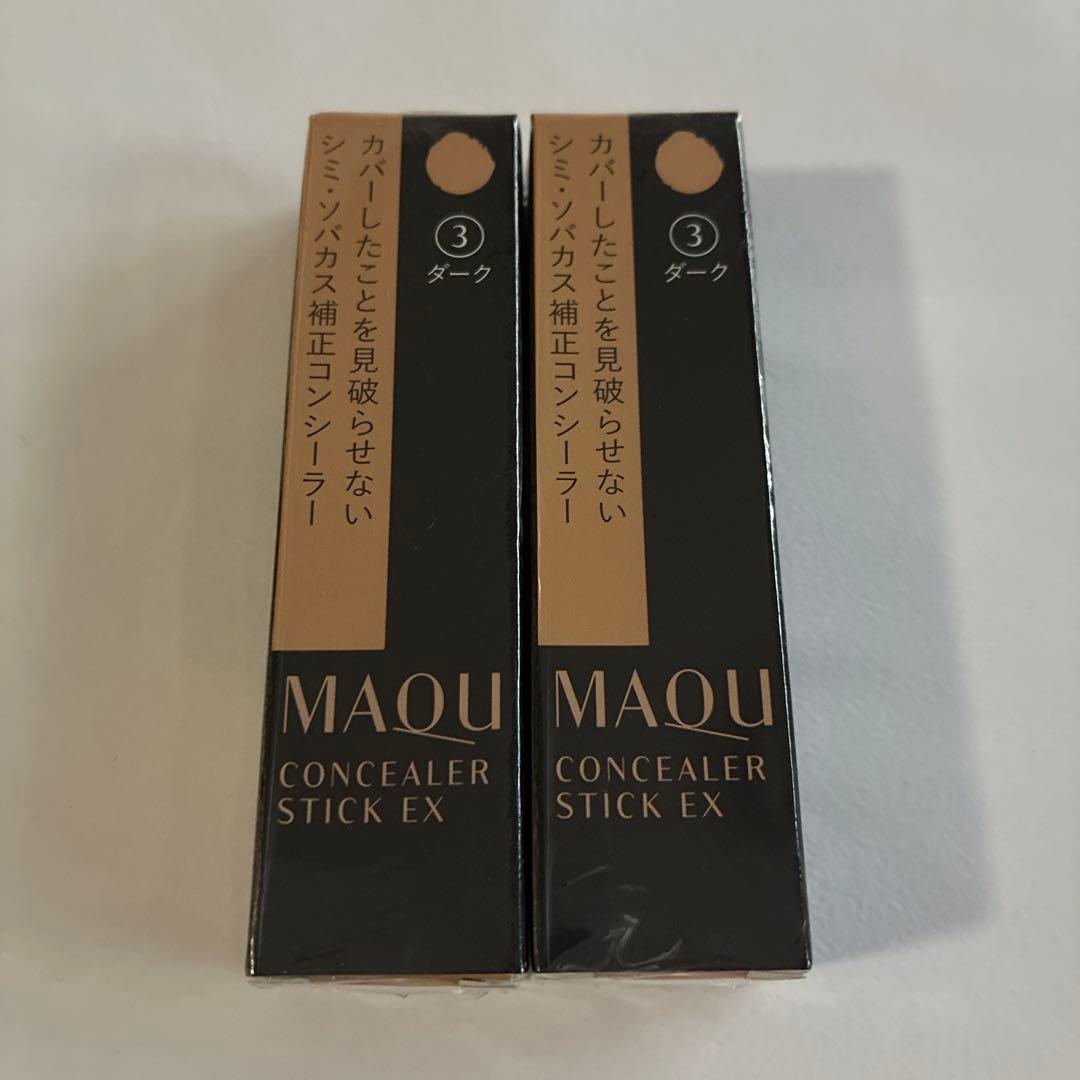 カバーしたことを見破らせない
シミ・ソバカス補正コンシーラー
③
ダーク
MAQU
CONCEALER
STICK EX
カバーしたことを見破らせない
シミ・ソバカス補正コンシーラー
③
ダーク
MAQU
CONCEALER
STICK EX